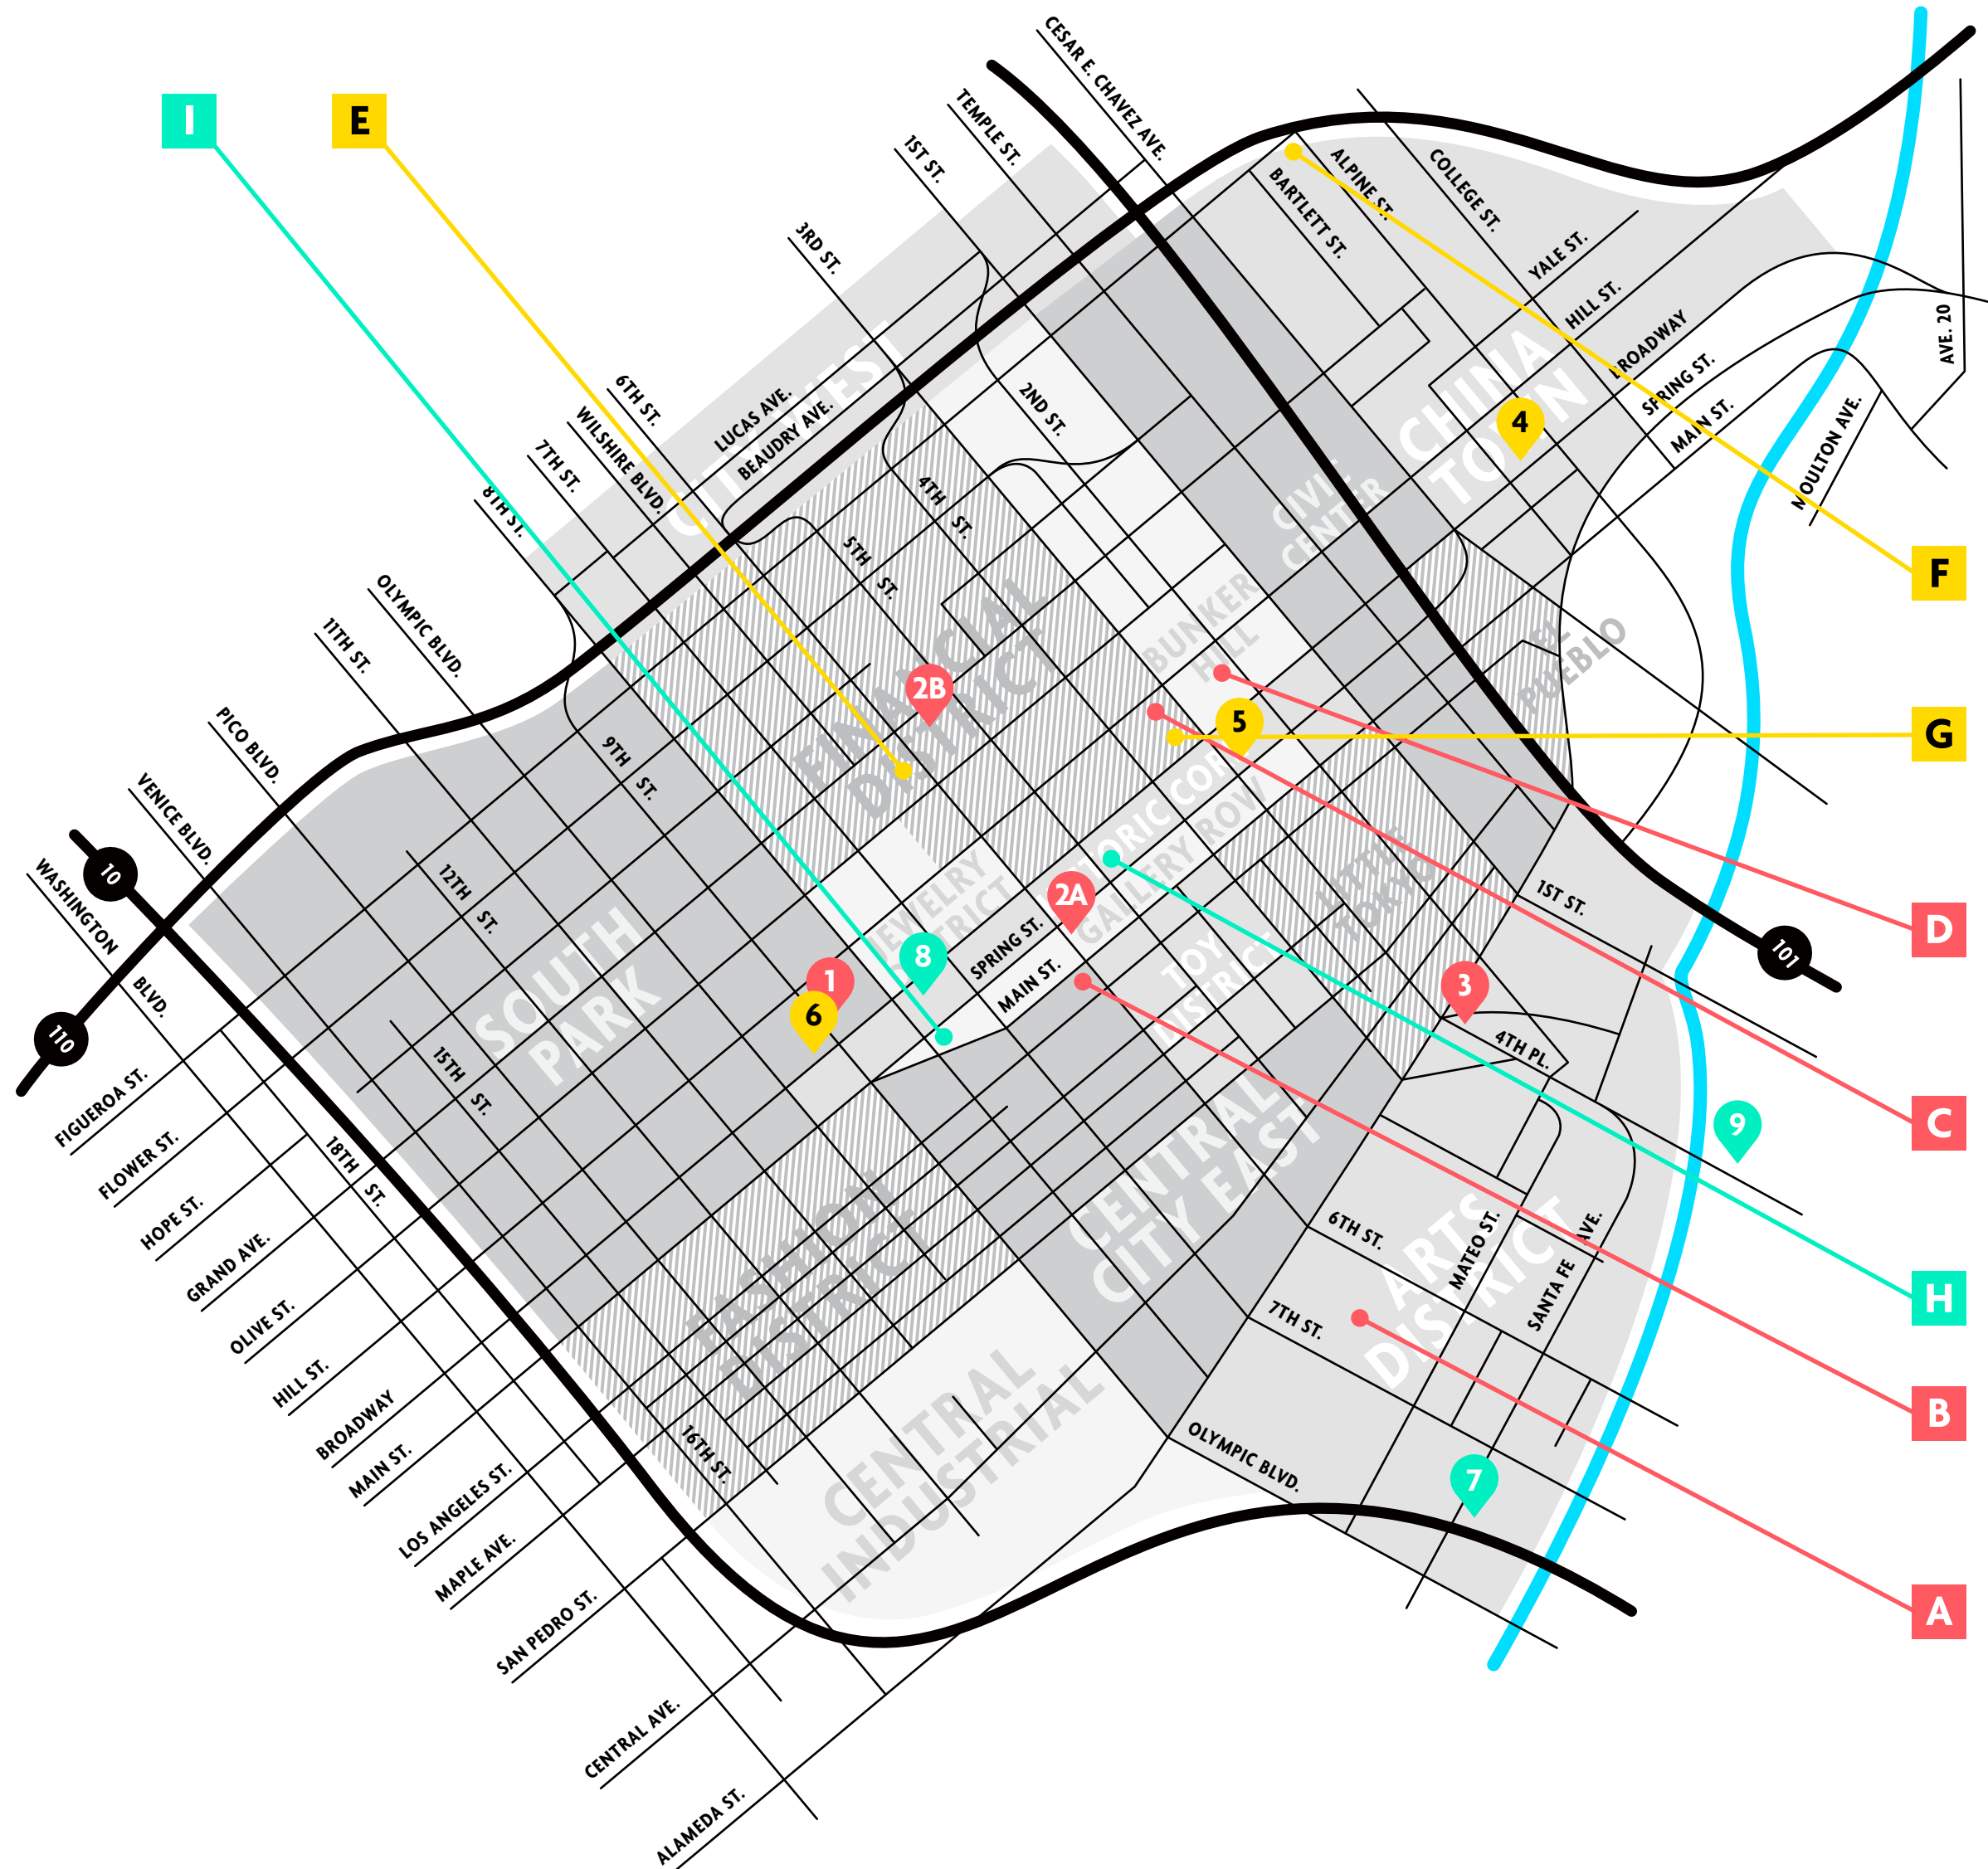 I
E
CESAR E. CHAVEZ AVE.
TEMPLE ST.
1ST ST.
3RD ST.
ALPINE ST.
BARTLETT ST.
COLLEGE ST.
YALE ST.
HILL ST.
BROADWAY
SPRING ST.
MAIN ST.
AVE. 20
MOULTON AVE.
CHINA
TOWN
4
2ND ST.
6TH ST.
WILSHIRE BLVD.
7TH ST.
8TH ST.
LUCAS AVE.
BEAUDRY AVE.
CITY WEST
4TH ST.
5TH ST.
CIVIC
CENTER
F
OLYMPIC BLVD.
11TH ST.
BUNKER
HILL
EL
PUEBLO
FINANCIAL
DISTRICT
2B
5
G
PICO BLVD.
9TH ST.
VENICE BLVD.
HISTORIC CORE
GALLERY ROW
LITTLE
TOKYO
10
WASHINGTON BLVD.
12TH ST.
JEWELRY
DISTRICT
2A
1ST ST.
D
SOUTH
PARK
8
SPRING ST.
MAIN ST.
TOY
DISTRICT
101
1
6
3
110
15TH ST.
4TH PL.
FIGUEROA ST.
FLOWER ST.
HOPE ST.
GRAND AVE.
OLIVE ST.
HILL ST.
BROADWAY
MAIN ST.
LOS ANGELES ST.
MAPLE AVE.
SAN PEDRO ST.
CENTRAL AVE.
ALAMEDA ST.
18TH ST.
16TH ST.
CENTRAL
CITY EAST
9
C
FASHION
DISTRICT
6TH ST.
MATEO ST.
SANTA FE AVE.
ARTS
DISTRICT
7TH ST.
H
CENTRAL
INDUSTRIAL
OLYMPIC BLVD.
7
B
A